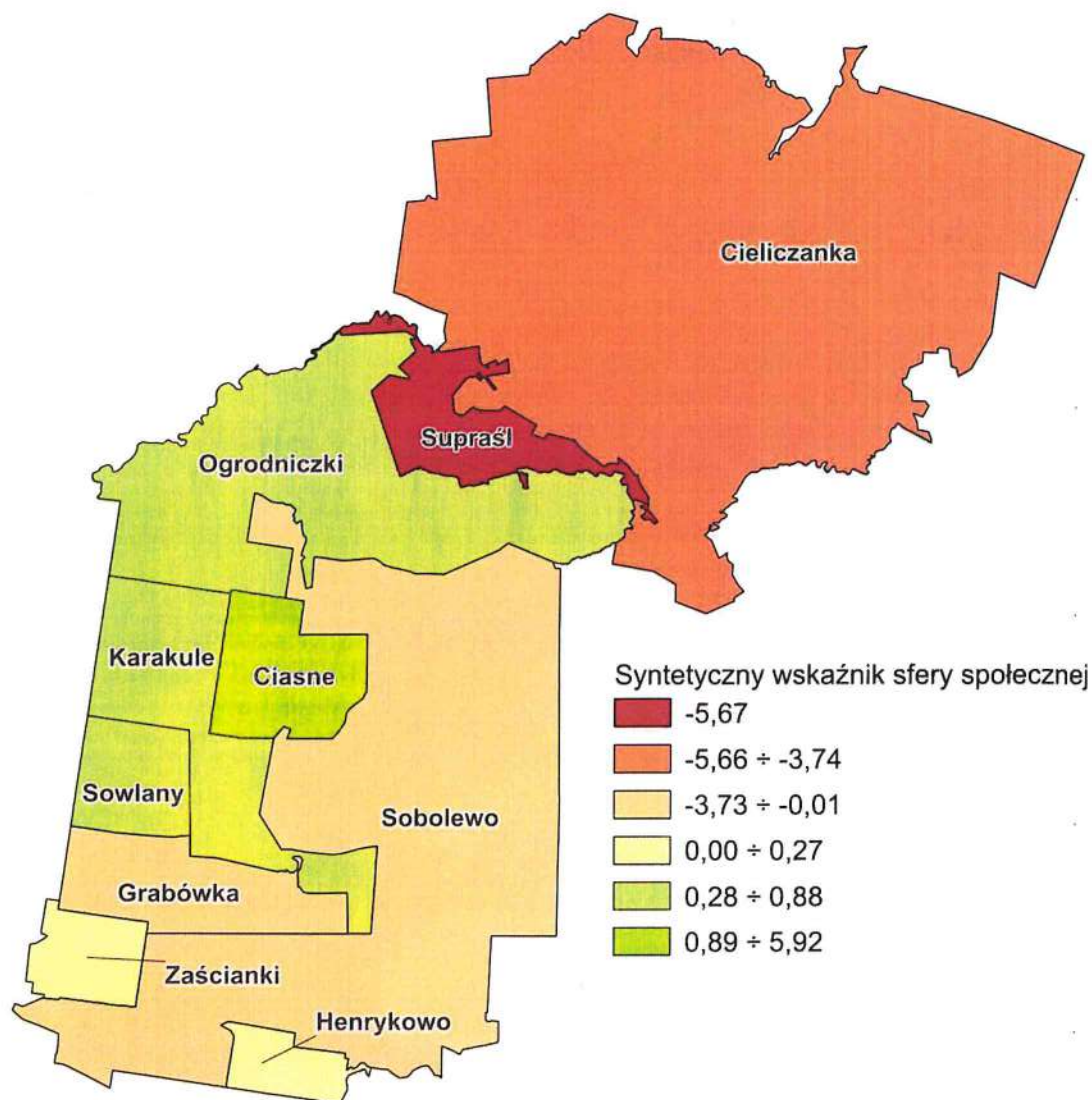 Cieliczanka
Supraśl
Ogrodniczki
Karakule
Ciasne
Sowlany
Sobolewo
Grabówka
Zaścianki
Henrykowo
Syntetyczny wskaźnik sfery społecznej
-5,67
-5,66 ÷ -3,74
-3,73 ÷ -0,01
0,00 ÷ 0,27
0,28 ÷ 0,88
0,89 ÷ 5,92